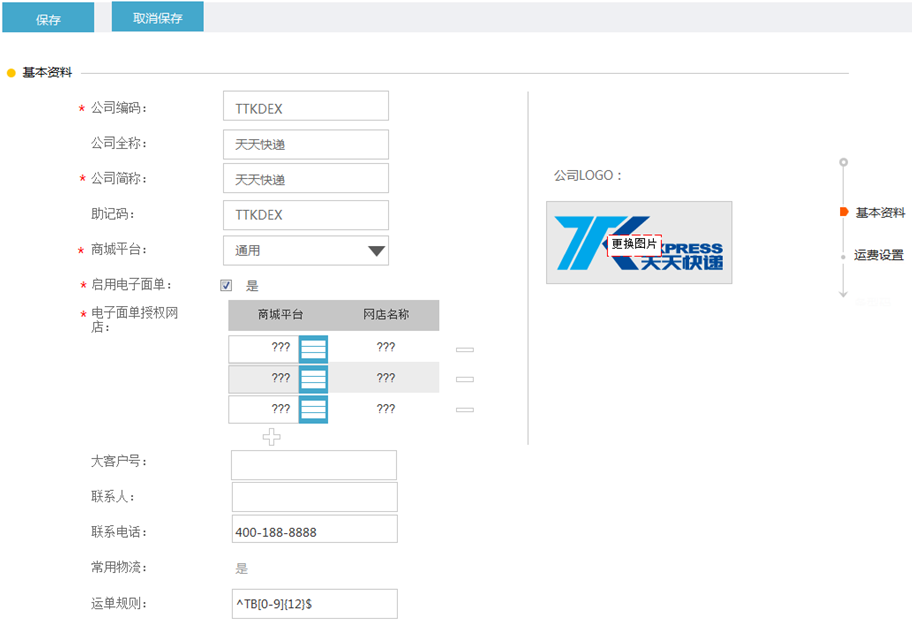 保存
取消保存
基本资料
* 公司编码：
TTKDEX
公司全称：
天天快递
* 公司简称：
天天快递
助记码：
TTKDEX
* 商城平台：
通用
* 启用电子面单：
是
* 电子面单授权网
店：
商城平台
网店名称
???
???
???
???
???
???
大客户号：
联系人：
联系电话：
400-188-8888
常用物流：
是
运单规则：
^TB[0-9]{12}$
公司LOGO：
更换图片
EXPRESS
天天快递
基本资料
运费设置